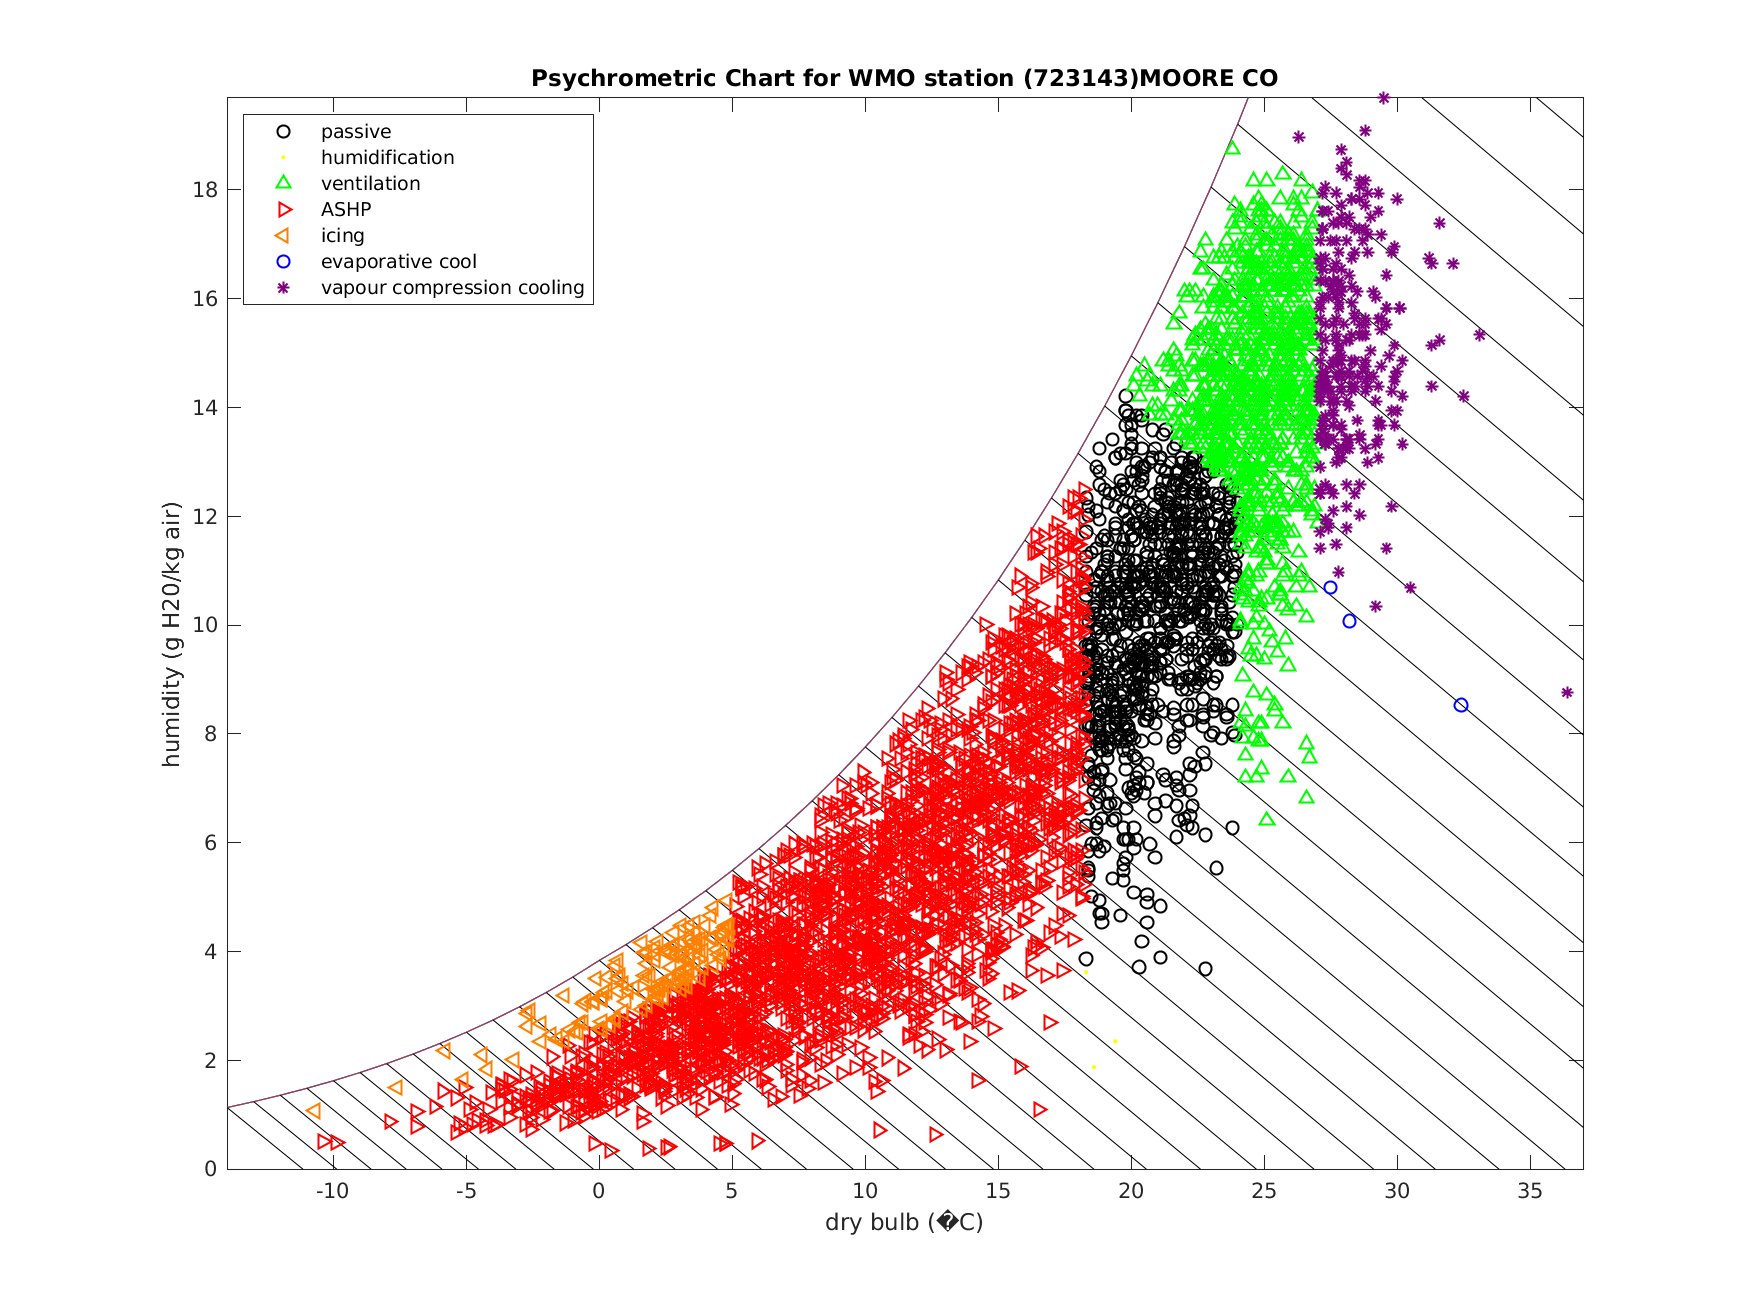 Psychrometric Chart for WMO station (723143)MOORE CO
passive
humidification
ventilation
ASHP
icing
evaporative cool
vapour compression cooling
humidity (g H20/kg air)
18
16
14
12
10
8
6
4
2
0
-10 -5 0 5 10 15 20 25 30 35
dry bulb (�C)